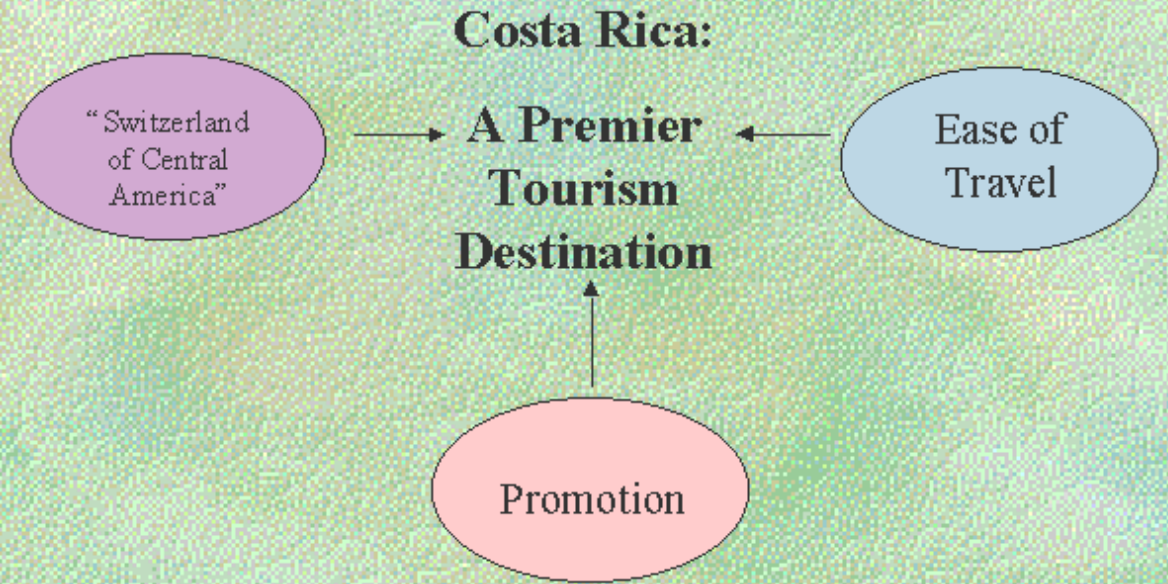 Costa Rica:
A Premier
Tourism
Destination
“Switzerland
of Central
America”
Ease of
Travel
Promotion